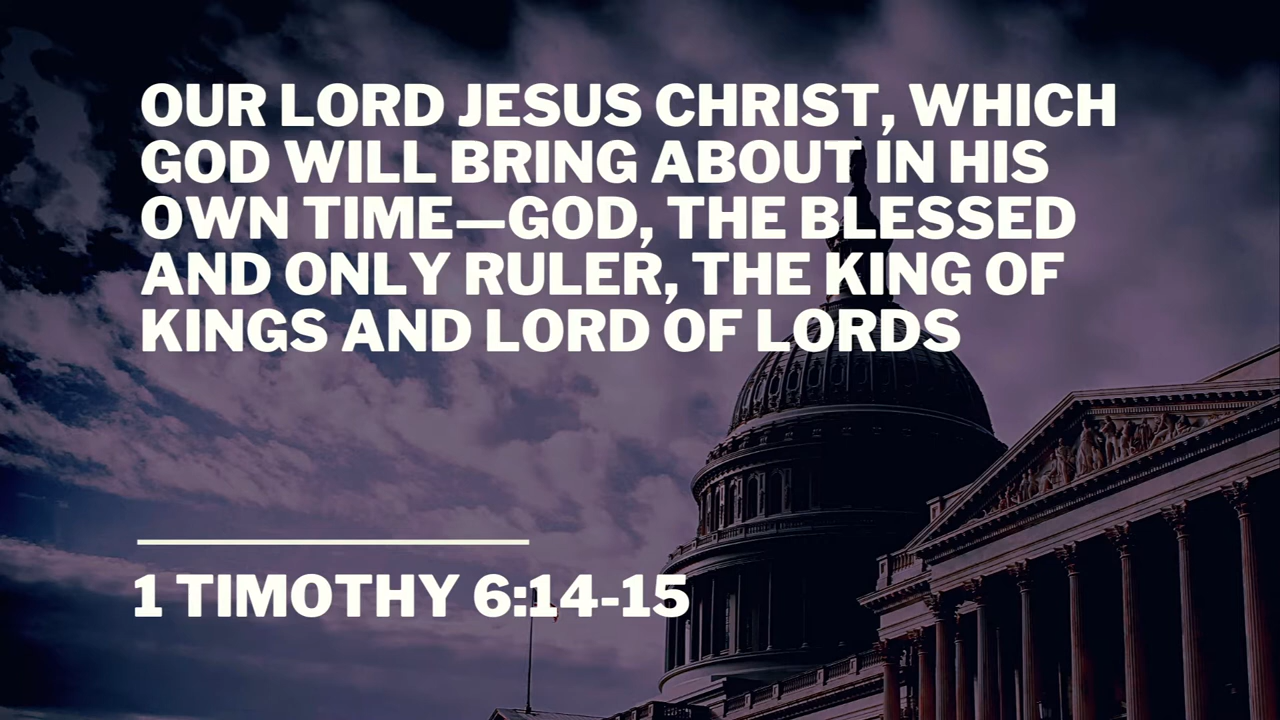 OUR LORD JESUS CHRIST, WHICH
GOD WILL BRING ABOUT IN HIS
OWN TIME—GOD, THE BLESSED
AND ONLY RULER, THE KING OF
KINGS AND LORD OF LORDS
1 TIMOTHY 6:14-15